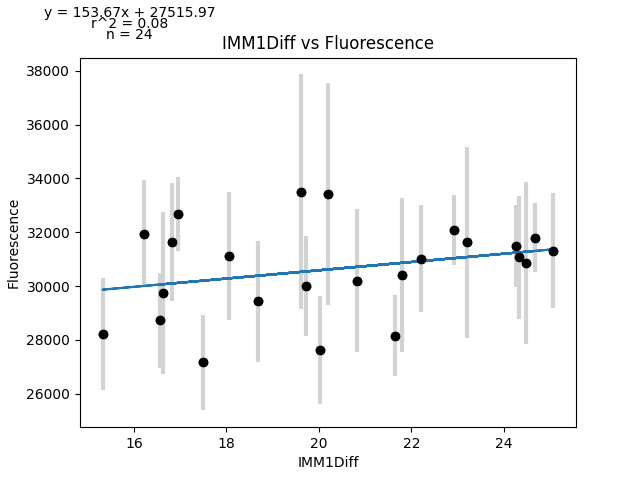 y = 153.67x + 27515.97
r^2 = 0.08
n = 24
IMM1Diff vs Fluorescence
38000
36000
34000
32000
30000
28000
26000
Fluorescence
16 18 20 22 24
IMM1Diff